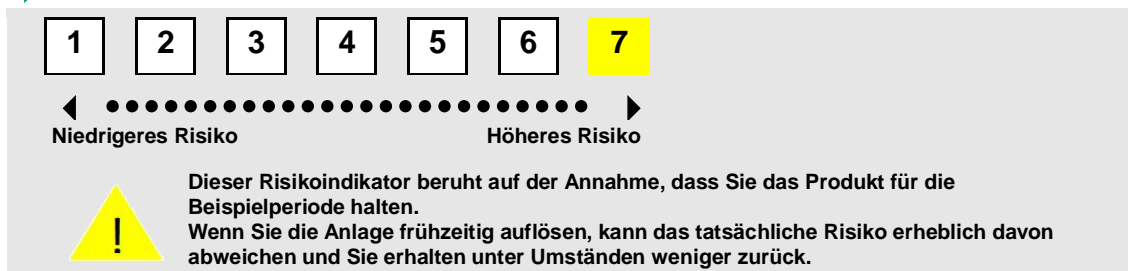 1 2 3 4 5 6 7
Niedrigeres Risiko Höheres Risiko
!
Dieser Risikoindikator beruht auf der Annahme, dass Sie das Produkt für die
Beispielperiode halten.
Wenn Sie die Anlage frühzeitig auflösen, kann das tatsächliche Risiko erheblich davon
abweichen und Sie erhalten unter Umständen weniger zurück.